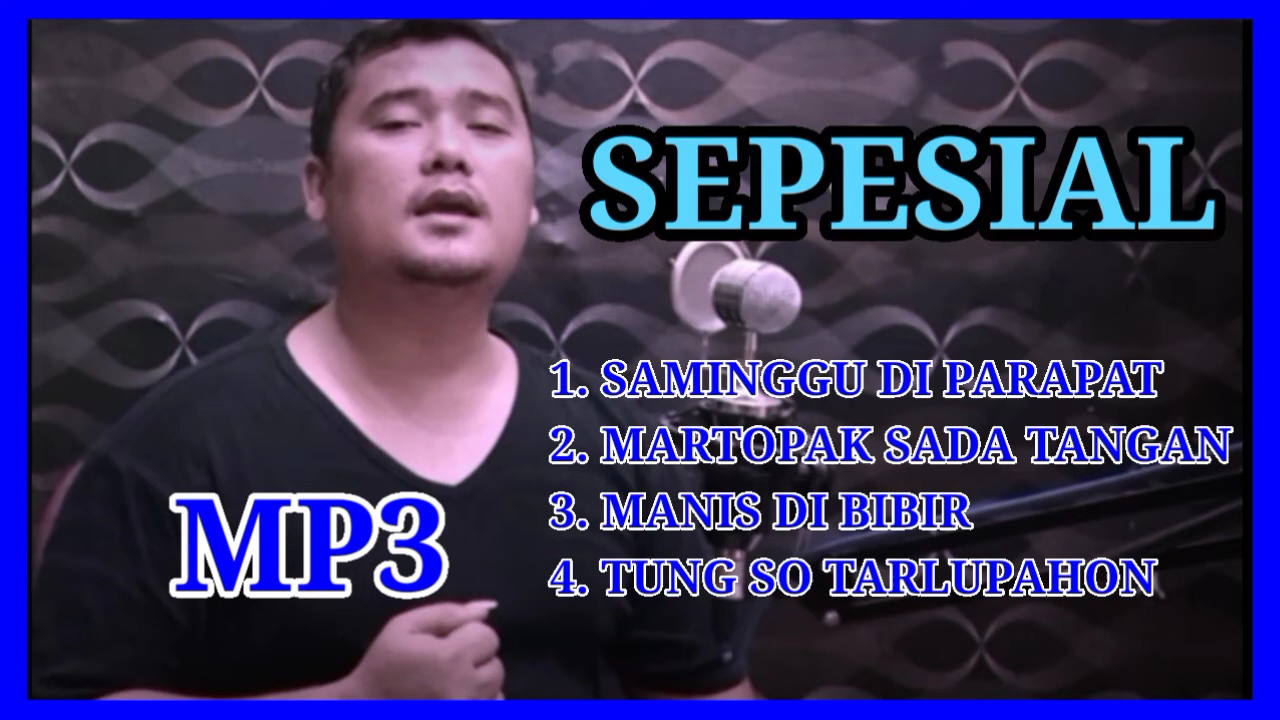 SEPESIAL
1. SAMINGGU DI PARAPAT
2. MARTOPAK SADA TANGAN
3. MANIS DI BIBIR
4. TUNG SO TARLUPAHON
MP3